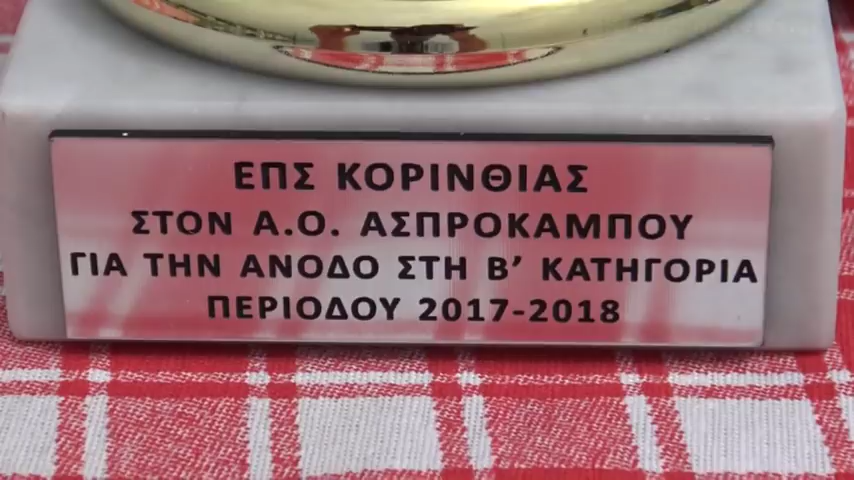 ΕΠΣ ΚΟΡΙΝΘΙΑΣ
ΣΤΟΝ Α.Ο. ΑΣΠΡΟΚΑΜΠΟΥ
ΓΙΑ ΤΗΝ ΑΝΟΔΟ ΣΤΗ Β’ ΚΑΤΗΓΟΡΙΑ
ΠΕΡΙΟΔΟΥ 2017-2018